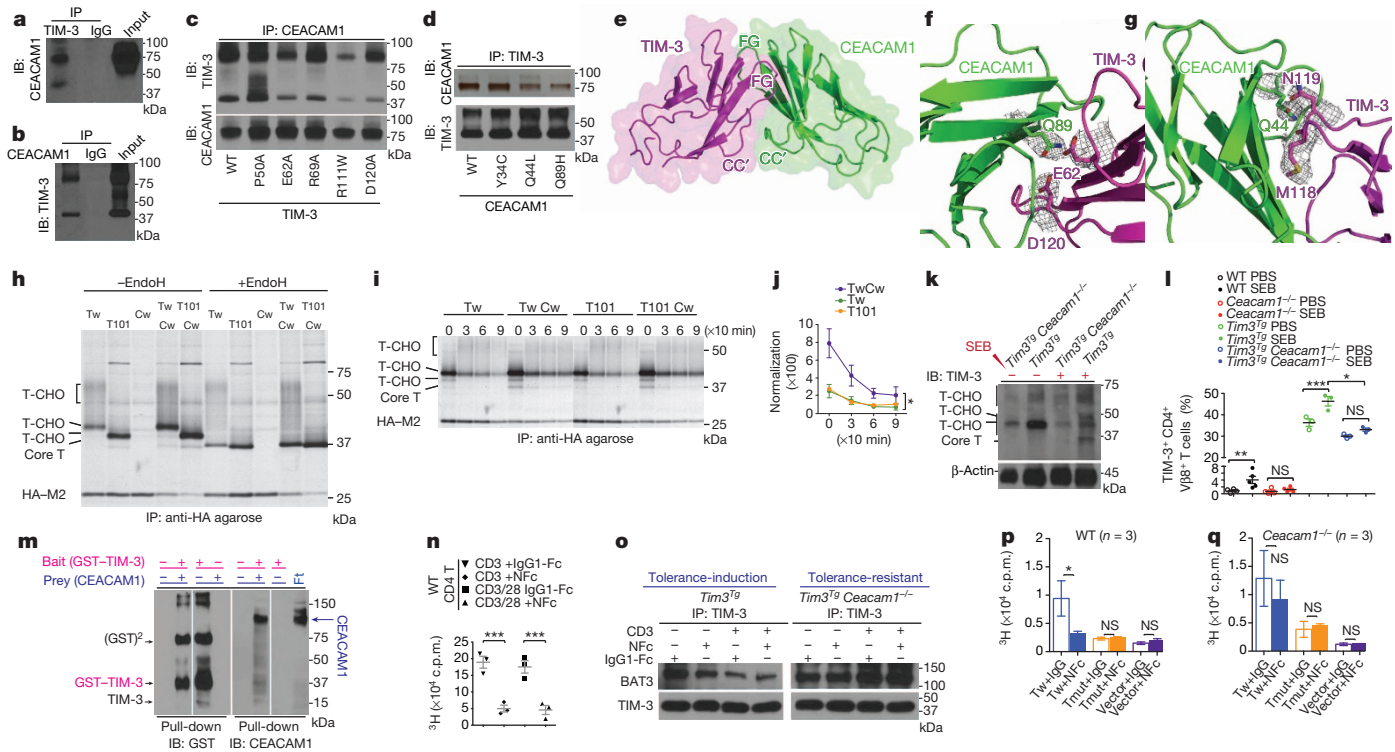 a
IP
TIM-3 IgG Input
IB: CEACAM1
100
75
50
37
kDa
b
IP
CEACAM1 IgG Input
IB: TIM-3
100
75
50
37
kDa
c
IP: CEACAM1
IB: TIM-3
CEACAM1
100
75
50
37
100
75
kDa
WT P50A E62A R69A R111W D120A
TIM-3
d
IP: TIM-3
IB: CEACAM1
IB: TIM-3
100
75
50
37
kDa
WT Y34C Q44L Q89H
CEACAM1
e
TIM-3 FG CEACAM1
FG
CC′ CC′
f
CEACAM1 TIM-3
Q89
E62
D120
g
CEACAM1 N119
TIM-3
Q44
M118
h
–EndoH +EndoH
Tw T101 Cw Tw Cw T101 Cw Tw T101 Cw Tw Cw T101 Cw
T-CHO
T-CHO
T-CHO
Core T
HA–M2
75
50
37
25
kDa
IP: anti-HA agarose
i
Tw Tw Cw T101 T101 Cw
0 3 6 9 0 3 6 9 0 3 6 9 0 3 6 9 (×10 min)
T-CHO
T-CHO
T-CHO
Core T
HA–M2
50
37
25
kDa
IP: anti-HA agarose
j
TwCw
Tw
T101
Normalization (×100)
10
8
6
4
2
0
*
0 3 6 9
(×10 min)
k
SEB
Tim3Tg Ceacam1–/–
Tim3Tg
Tim3Tg Ceacam1–/–
Tim3Tg
– – + +
IB: TIM-3
T-CHO
T-CHO
T-CHO
Core T
β-Actin
75
50
37
25
45
kDa
l
WT PBS
WT SEB
Ceacam1–/– PBS
Ceacam1–/– SEB
Tim3Tg PBS
Tim3Tg SEB
Tim3Tg Ceacam1–/– PBS
Tim3Tg Ceacam1–/– SEB
TIM-3+ CD4+ Vβ8+ T cells (%)
50
40
30
20
10
8
4
2
0
** NS *** * NS
m
Bait (GST–TIM-3) – + + – – + +
Prey (CEACAM1) – + – + – + – Ft
(GST)²
GST–TIM-3
TIM-3
150
100
75
50
37
25
15
kDa
CEACAM1
Pull-down Pull-down
IB: GST IB: CEACAM1
n
WT
CD4 T
CD3 +IgG1-Fc
CD3 +NFc
CD3/28 IgG1-Fc
CD3/28 +NFc
³H (×10⁴ c.p.m.)
25
20
15
10
5
0
*** ***
o
Tolerance-induction Tolerance-resistant
Tim3Tg Tim3Tg Ceacam1–/–
IP: TIM-3 IP: TIM-3
CD3 – – + + – – + +
NFc – + – + – + – +
IgG1-Fc + – + – + – + –
BAT3
TIM-3
150
100
50
37
kDa
p
WT (n = 3)
³H (×10⁴ c.p.m.)
2
1.5
1
0.5
0
* NS NS
Tw+IgG
Tw+NFc
Tmut+IgG
Tmut+NFc
Vector+IgG
Vector+NFc
q
Ceacam1–/– (n = 3)
³H (×10⁴ c.p.m.)
2
1.5
1
0.5
0
NS NS NS
Tw+IgG
Tw+NFc
Tmut+IgG
Tmut+NFc
Vector+IgG
Vector+NFc